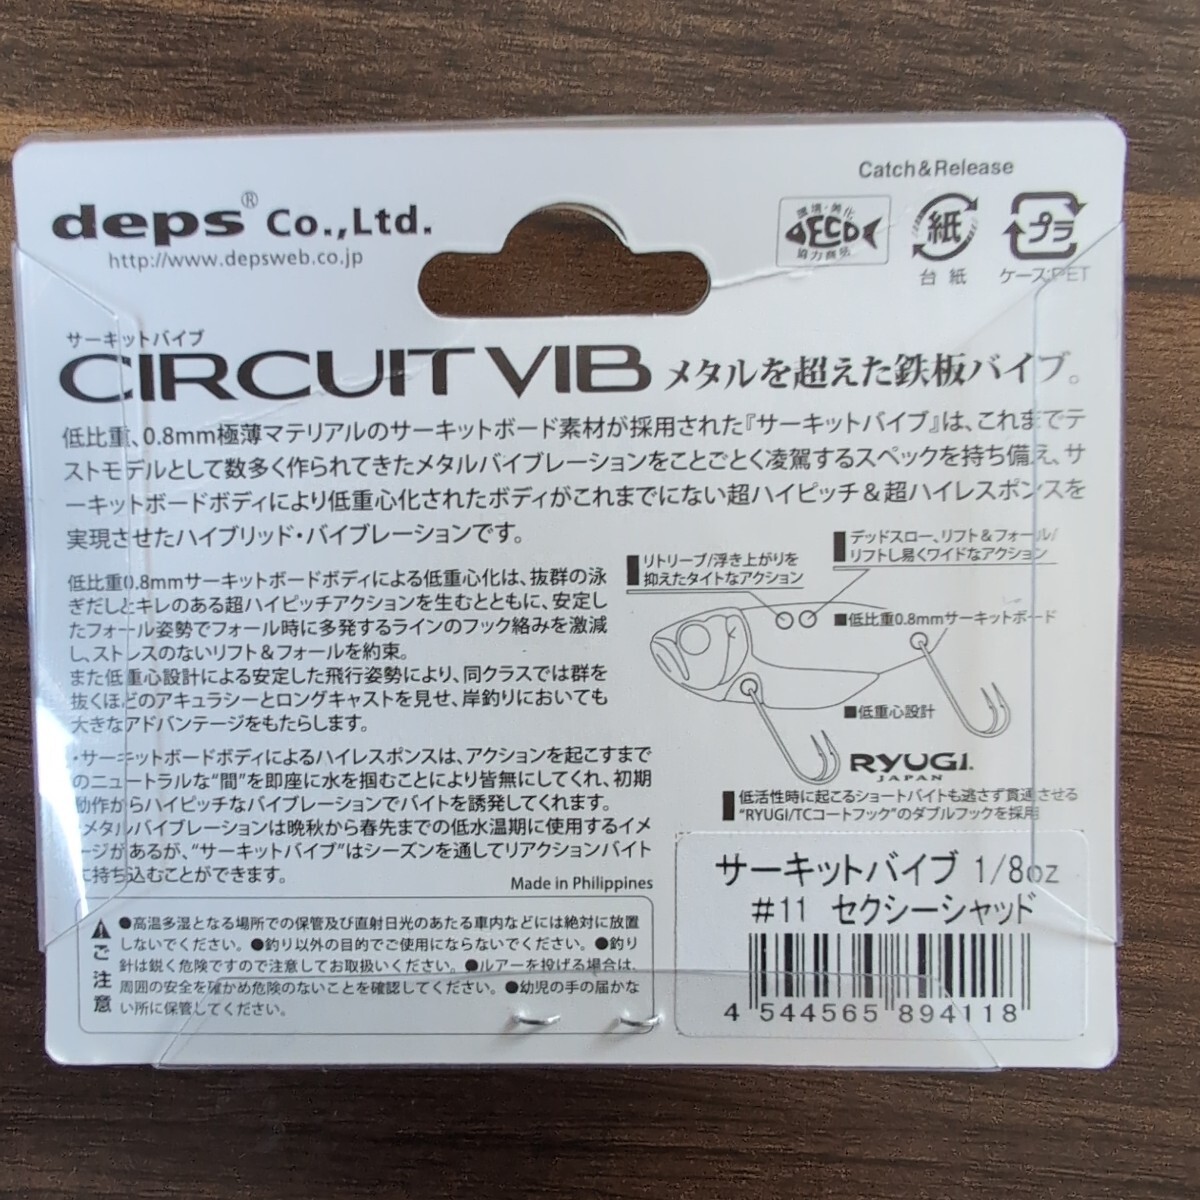 Catch&Release
deps® Co.,Ltd.
http://www.depsweb.co.jp
環境・美化
ECO
協力商品
紙
台紙
プラ
ケース:PET
サーキットバイブ
CIRCUIT VIB メタルを超えた鉄板バイブ。
低比重、0.8mm極薄マテリアルのサーキットボード素材が採用された『サーキットバイブ』は、これまでテ
ストモデルとして数多く作られてきたメタルバイブレーションをことごとく凌駕するスペックを持ち備え、サ
ーキットボードボディにより低重心化されたボディがこれまでにない超ハイピッチ&超ハイレスポンスを
実現させたハイブリッド・バイブレーションです。
低比重0.8mmサーキットボードボディによる低重心化は、抜群の泳
ぎだしとキレのある超ハイピッチアクションを生むとともに、安定し
たフォール姿勢でフォール時に多発するラインのフック絡みを激減
し、ストレスのないリフト&フォールを約束。
また低重心設計による安定した飛行姿勢により、同クラスでは群を
抜くほどのアキュラシーとロングキャストを見せ、岸釣りにおいても
大きなアドバンテージをもたらします。
・サーキットボードボディによるハイレスポンスは、アクションを起こすまで
のニュートラルな“間”を即座に水を掴むことにより皆無にしてくれ、初期
動作からハイピッチなバイブレーションでバイトを誘発してくれます。
・メタルバイブレーションは晩秋から春先までの低水温期に使用するイメ
ージがあるが、“サーキットバイブ”はシーズンを通してリアクションバイト
に持ち込むことができます。
Made in Philippines
デッドスロー、リフト&フォール/
リフトし易くワイドなアクション
リトリーブ/浮き上がりを
抑えたタイトなアクション
■低比重0.8mmサーキットボード
■低重心設計
RYUGI.
JAPAN
低活性時に起こるショートバイトも逃さず貫通させる
“RYUGI/TCコートフック”のダブルフックを採用
サーキットバイブ 1/8oz
#11 セクシーシャッド
4 544565 894118
ご注意
●高温多湿となる場所での保管及び直射日光のあたる車内などには絶対に放置
しないでください。●釣り以外の目的でご使用にならないでください。●釣り
針は鋭く危険ですので注意してお取扱いください。●ルアーを投げる場合は、
周囲の安全を確かめ危険のないことを確認してください。●幼児の手の届かな
い所に保管してください。